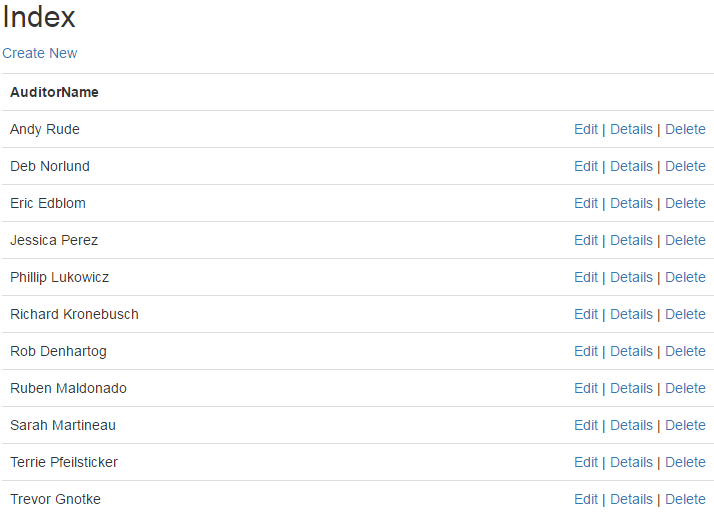 Index
Create New
AuditorName
Andy Rude Edit | Details | Delete
Deb Norlund Edit | Details | Delete
Eric Edblom Edit | Details | Delete
Jessica Perez Edit | Details | Delete
Phillip Lukowicz Edit | Details | Delete
Richard Kronebusch Edit | Details | Delete
Rob Denhartog Edit | Details | Delete
Ruben Maldonado Edit | Details | Delete
Sarah Martineau Edit | Details | Delete
Terrie Pfeilsticker Edit | Details | Delete
Trevor Gnotke Edit | Details | Delete